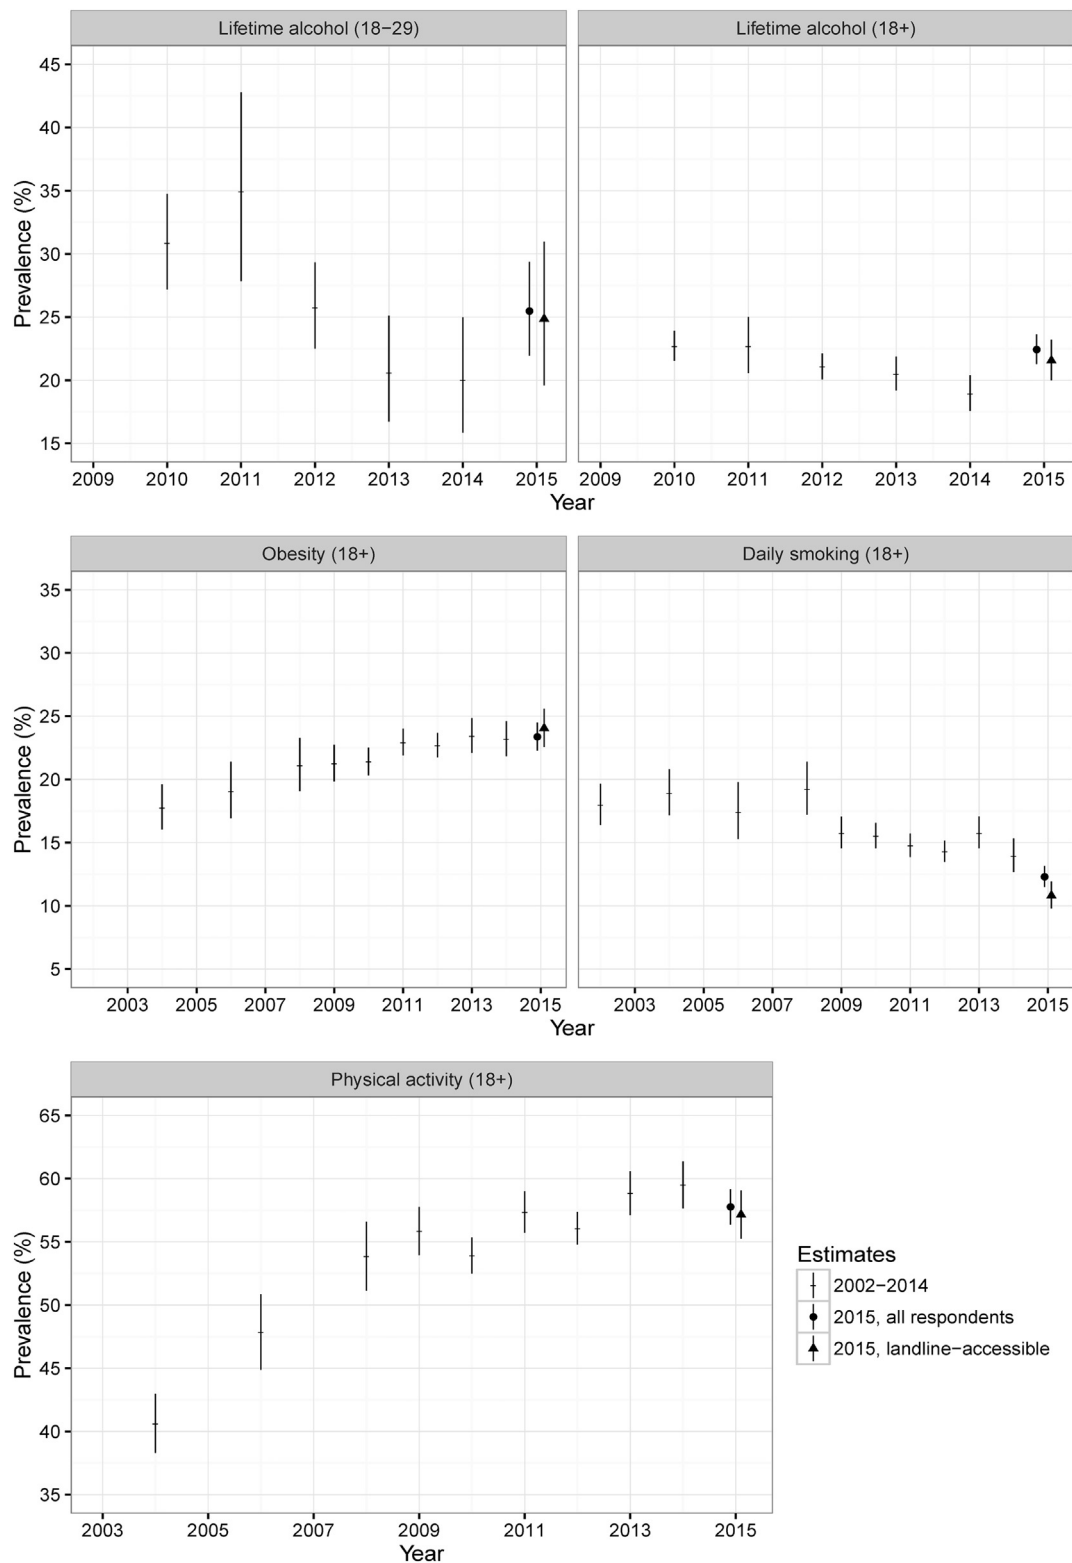 Lifetime alcohol (18−29)
Lifetime alcohol (18+)
Prevalence (%)
45
40
35
30
25
20
15
2009 2010 2011 2012 2013 2014 2015
2009 2010 2011 2012 2013 2014 2015
Year
Obesity (18+)
Daily smoking (18+)
Prevalence (%)
35
30
25
20
15
10
5
2003 2005 2007 2009 2011 2013 2015
2003 2005 2007 2009 2011 2013 2015
Year
Physical activity (18+)
Prevalence (%)
65
60
55
50
45
40
35
2003 2005 2007 2009 2011 2013 2015
Year
Estimates
2002−2014
2015, all respondents
2015, landline−accessible